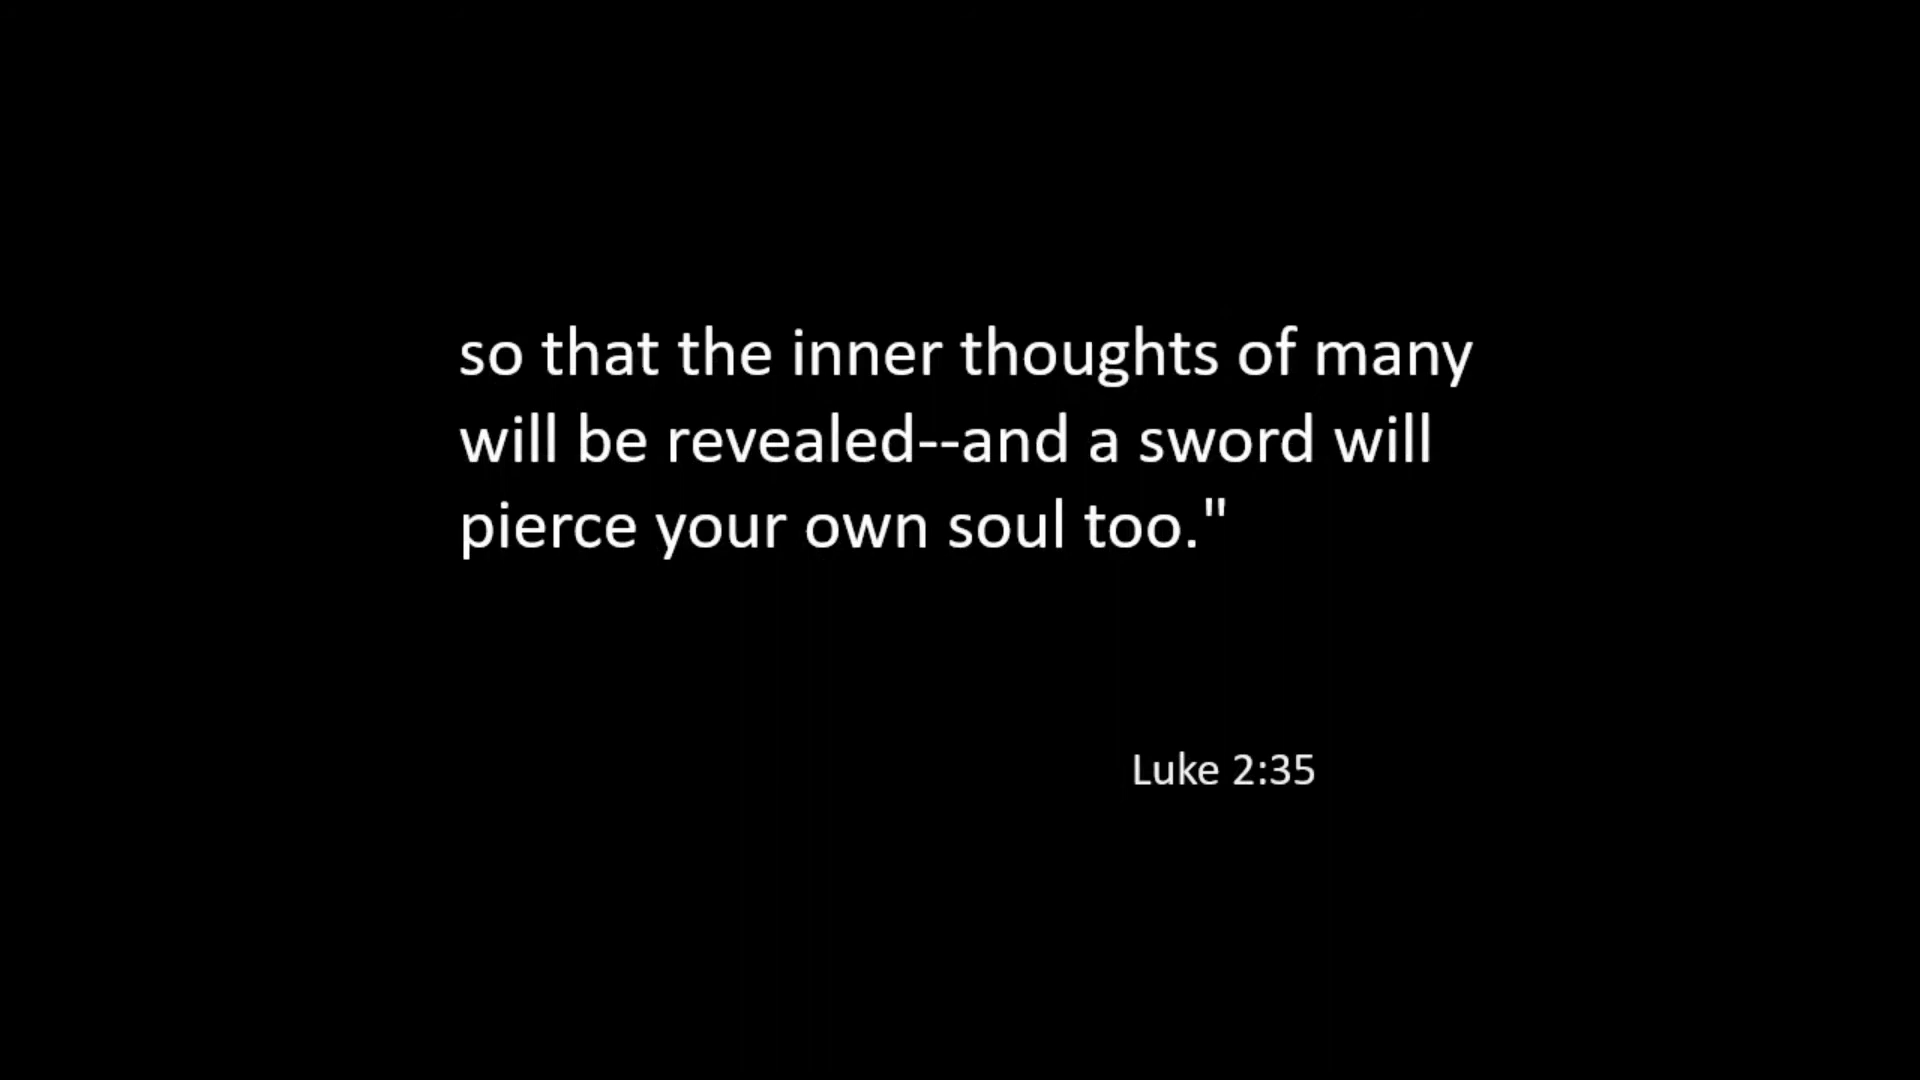 so that the inner thoughts of many
will be revealed--and a sword will
pierce your own soul too."
Luke 2:35